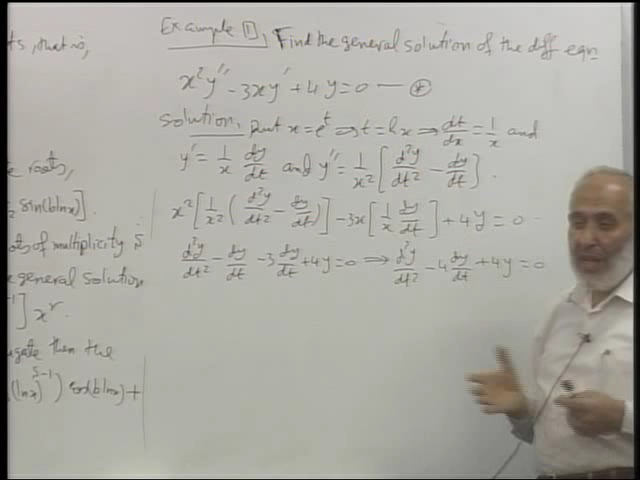 ts, that is,
e roots,
sin(b ln x)].
ots of multiplicity s
general solution
] x^r.
gate then the
(ln x)^{s-1}) (b ln x) +
Example 1, Find the general solution of the diff eqn
x²y'' - 3xy' + 4y = 0 — ⊛
Solution, put x = e^t ⇒ t = ln x ⇒ dt/dx = 1/x and
y' = 1/x dy/dt and y'' = 1/x² [d²y/dt² - dy/dt].
x² [1/x² (d²y/dt² - dy/dt)] - 3x [1/x dy/dt] + 4y = 0
d²y/dt² - dy/dt - 3 dy/dt + 4y = 0 ⇒ d²y/dt² - 4 dy/dt + 4y = 0